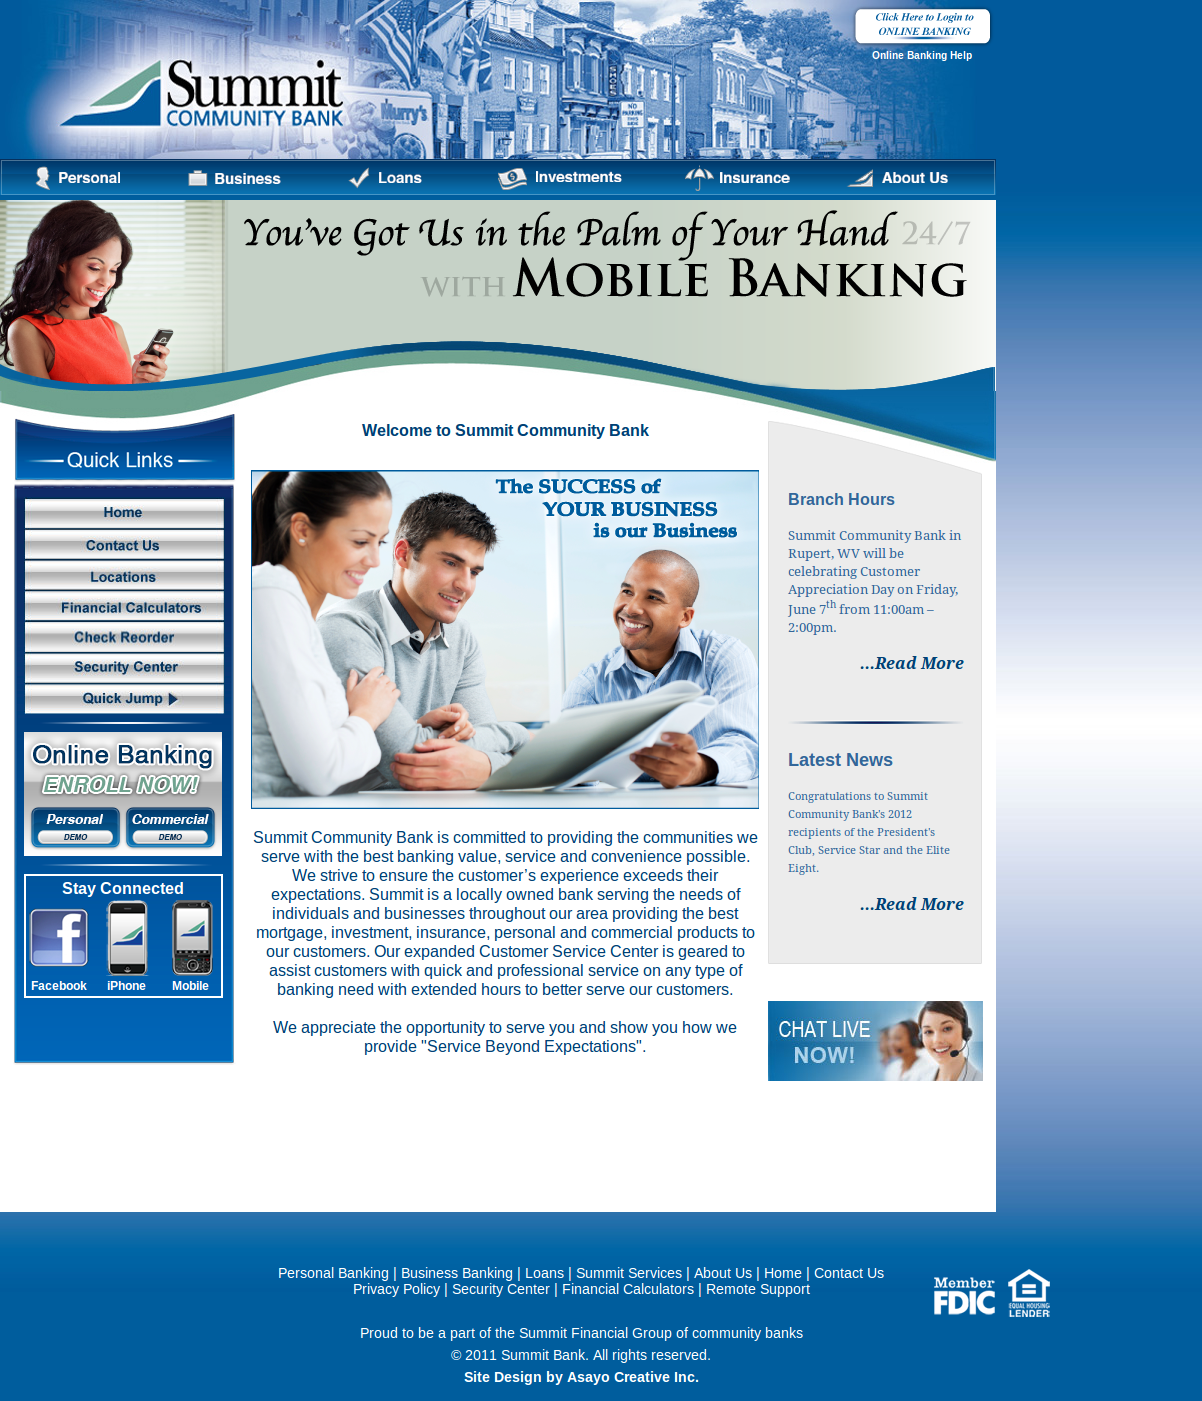 Click Here to Login to
ONLINE BANKING
Online Banking Help
Summit
COMMUNITY BANK
Murry's
NO
PARKING
THIS
SIDE
Personal
Business
Loans
Investments
Insurance
About Us
You've Got Us in the Palm of Your Hand 24/7
WITH MOBILE BANKING
Quick Links
Home
Contact Us
Locations
Financial Calculators
Check Reorder
Security Center
Quick Jump
Online Banking
ENROLL NOW!
Personal
DEMO
Commercial
DEMO
Stay Connected
Facebook
iPhone
Mobile
Welcome to Summit Community Bank
The SUCCESS of
YOUR BUSINESS
is our Business
Summit Community Bank is committed to providing the communities we
serve with the best banking value, service and convenience possible.
We strive to ensure the customer’s experience exceeds their
expectations. Summit is a locally owned bank serving the needs of
individuals and businesses throughout our area providing the best
mortgage, investment, insurance, personal and commercial products to
our customers. Our expanded Customer Service Center is geared to
assist customers with quick and professional service on any type of
banking need with extended hours to better serve our customers.
We appreciate the opportunity to serve you and show you how we
provide "Service Beyond Expectations".
Branch Hours
Summit Community Bank in
Rupert, WV will be
celebrating Customer
Appreciation Day on Friday,
June 7th from 11:00am –
2:00pm.
...Read More
Latest News
Congratulations to Summit
Community Bank's 2012
recipients of the President's
Club, Service Star and the Elite
Eight.
...Read More
CHAT LIVE
NOW!
Personal Banking | Business Banking | Loans | Summit Services | About Us | Home | Contact Us
Privacy Policy | Security Center | Financial Calculators | Remote Support
Member
FDIC
EQUAL HOUSING
LENDER
Proud to be a part of the Summit Financial Group of community banks
© 2011 Summit Bank. All rights reserved.
Site Design by Asayo Creative Inc.